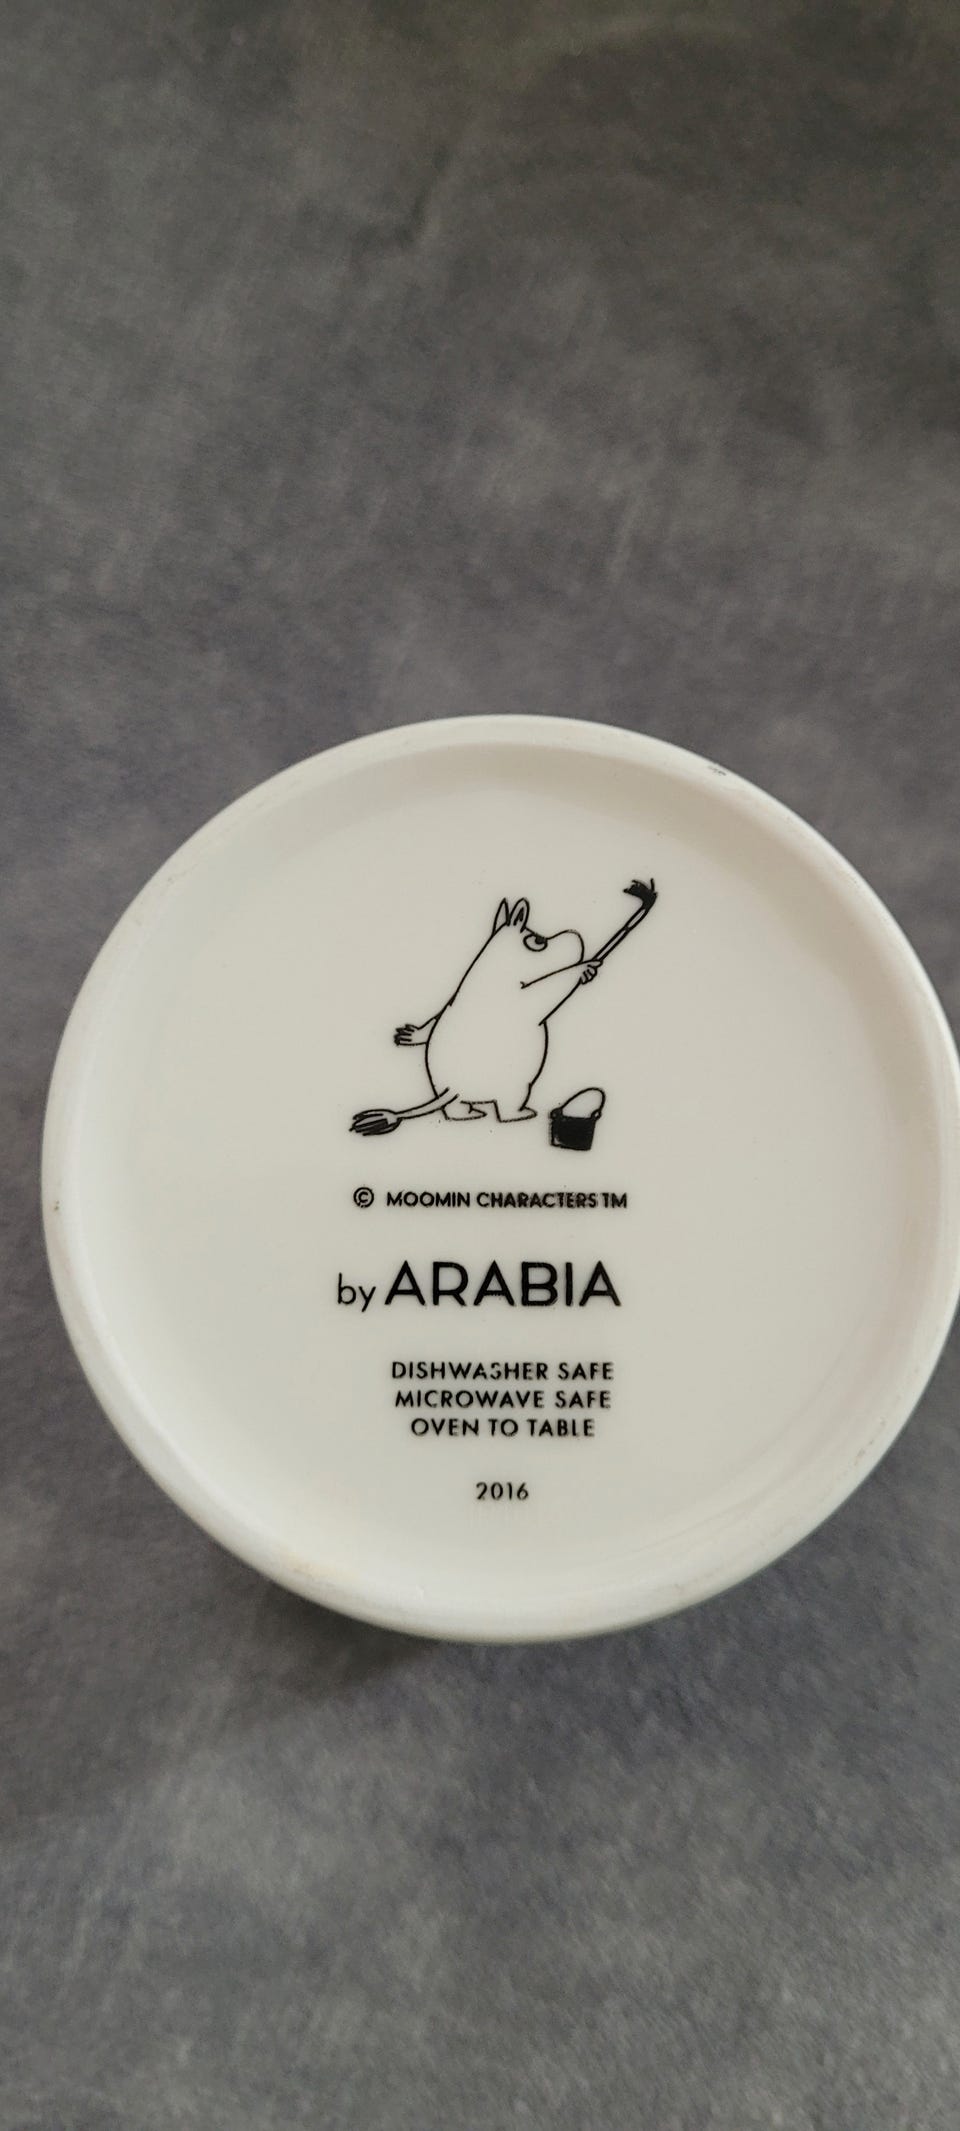 © MOOMIN CHARACTERS TM
by ARABIA
DISHWASHER SAFE
MICROWAVE SAFE
OVEN TO TABLE
2016